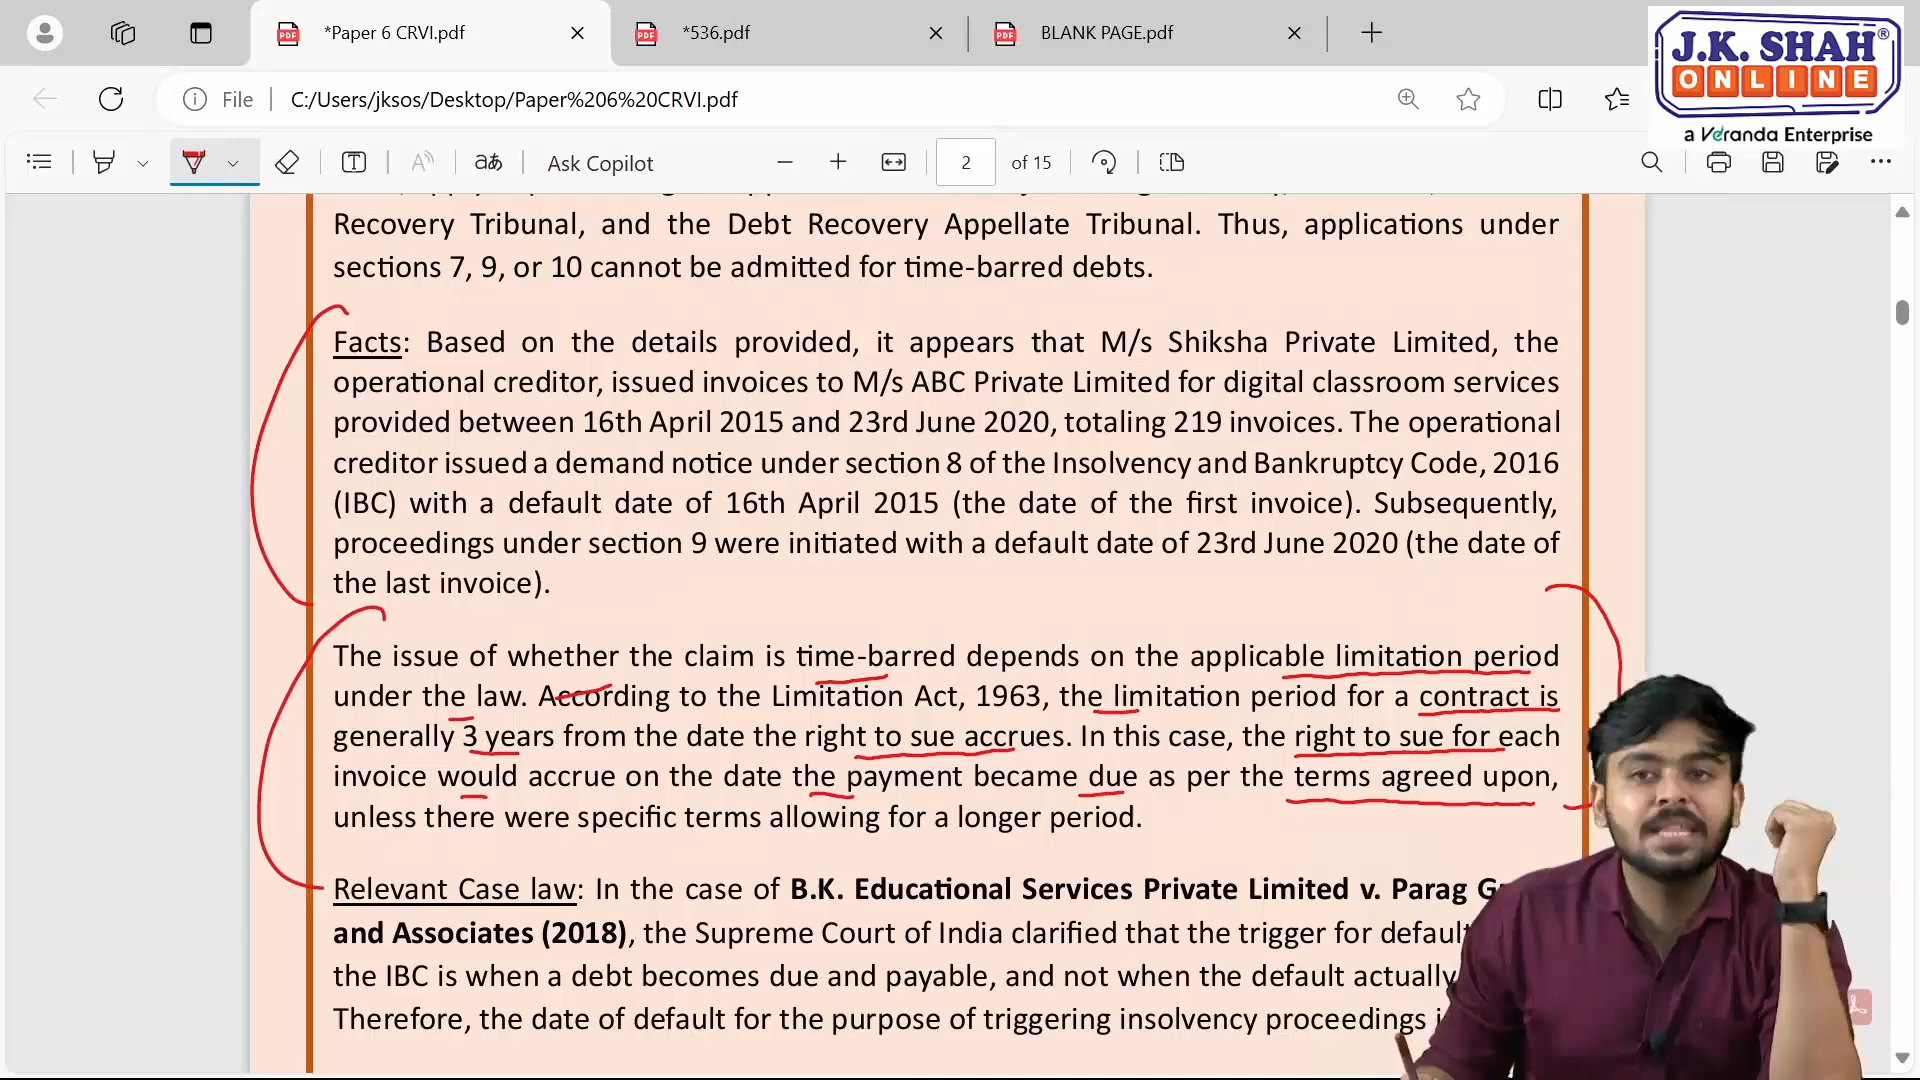 *Paper 6 CRVI.pdf
*536.pdf
BLANK PAGE.pdf
J.K. SHAH®
ONLINE
a Veranda Enterprise
File
C:/Users/jksos/Desktop/Paper%206%20CRVI.pdf
aあ
Ask Copilot
2
of 15
Recovery Tribunal, and the Debt Recovery Appellate Tribunal. Thus, applications under
sections 7, 9, or 10 cannot be admitted for time-barred debts.
Facts: Based on the details provided, it appears that M/s Shiksha Private Limited, the
operational creditor, issued invoices to M/s ABC Private Limited for digital classroom services
provided between 16th April 2015 and 23rd June 2020, totaling 219 invoices. The operational
creditor issued a demand notice under section 8 of the Insolvency and Bankruptcy Code, 2016
(IBC) with a default date of 16th April 2015 (the date of the first invoice). Subsequently,
proceedings under section 9 were initiated with a default date of 23rd June 2020 (the date of
the last invoice).
The issue of whether the claim is time-barred depends on the applicable limitation period
under the law. According to the Limitation Act, 1963, the limitation period for a contract is
generally 3 years from the date the right to sue accrues. In this case, the right to sue for each
invoice would accrue on the date the payment became due as per the terms agreed upon,
unless there were specific terms allowing for a longer period.
Relevant Case law: In the case of B.K. Educational Services Private Limited v. Parag
and Associates (2018), the Supreme Court of India clarified that the trigger for default
the IBC is when a debt becomes due and payable, and not when the default actually
Therefore, the date of default for the purpose of triggering insolvency proceedings